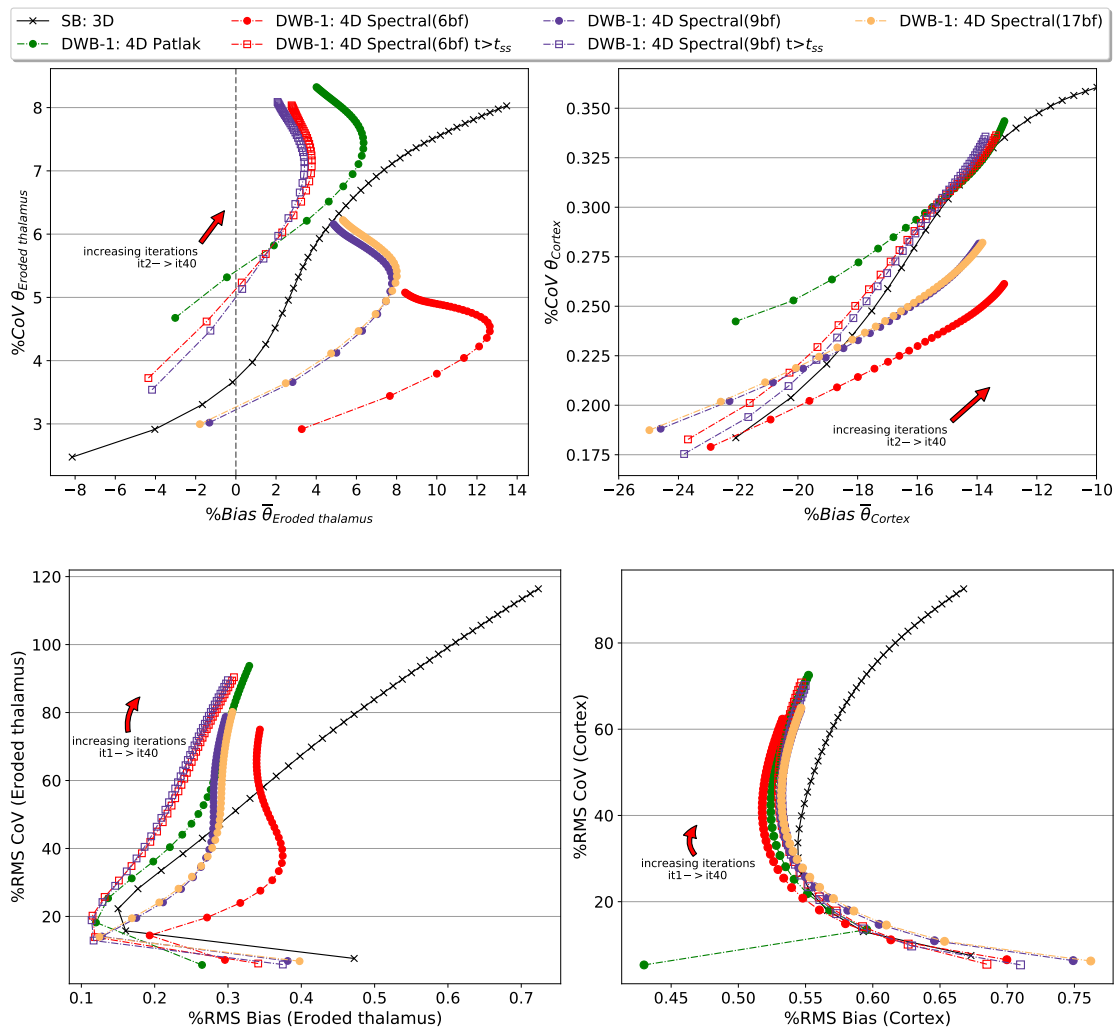 SB: 3D
DWB-1: 4D Patlak
DWB-1: 4D Spectral(6bf)
DWB-1: 4D Spectral(6bf) t>t_ss
DWB-1: 4D Spectral(9bf)
DWB-1: 4D Spectral(9bf) t>t_ss
DWB-1: 4D Spectral(17bf)
%CoV θ_Eroded thalamus
8
7
6
5
4
3
increasing iterations
it2−> it40
−8 −6 −4 −2 0 2 4 6 8 10 12 14
%Bias θ̅_Eroded thalamus
%CoV θ_Cortex
0.350
0.325
0.300
0.275
0.250
0.225
0.200
0.175
increasing iterations
it2−> it40
−26 −24 −22 −20 −18 −16 −14 −12 −10
%Bias θ̅_Cortex
%RMS CoV (Eroded thalamus)
120
100
80
60
40
20
increasing iterations
it1−> it40
0.1 0.2 0.3 0.4 0.5 0.6 0.7
%RMS Bias (Eroded thalamus)
%RMS CoV (Cortex)
80
60
40
20
increasing iterations
it1−> it40
0.45 0.50 0.55 0.60 0.65 0.70 0.75
%RMS Bias (Cortex)